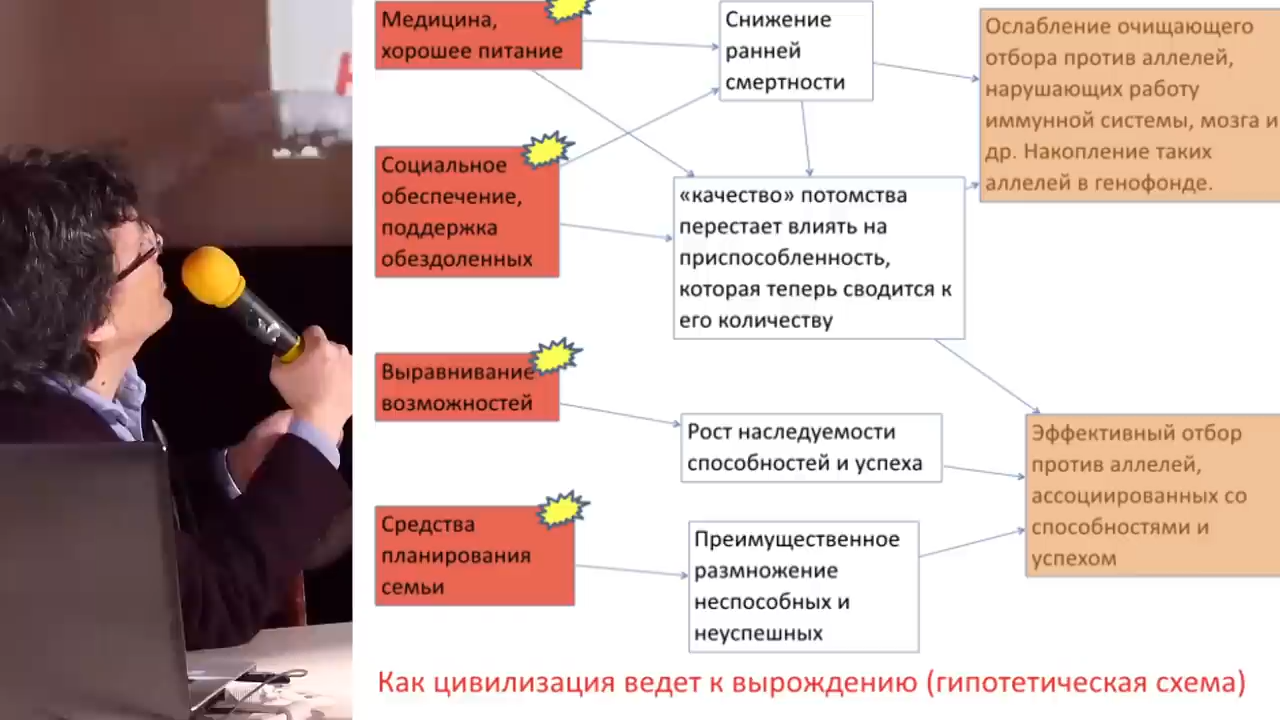 Медицина,
хорошее питание
Снижение
ранней
смертности
Ослабление очищающего
отбора против аллелей,
нарушающих работу
иммунной системы, мозга и
др. Накопление таких
аллелей в генофонде.
Социальное
обеспечение,
поддержка
обездоленных
«качество» потомства
перестает влиять на
приспособленность,
которая теперь сводится к
его количеству
Выравнивание
возможностей
Рост наследуемости
способностей и успеха
Эффективный отбор
против аллелей,
ассоциированных со
способностями и
успехом
Средства
планирования
семьи
Преимущественное
размножение
неспособных и
неуспешных
Как цивилизация ведет к вырождению (гипотетическая схема)